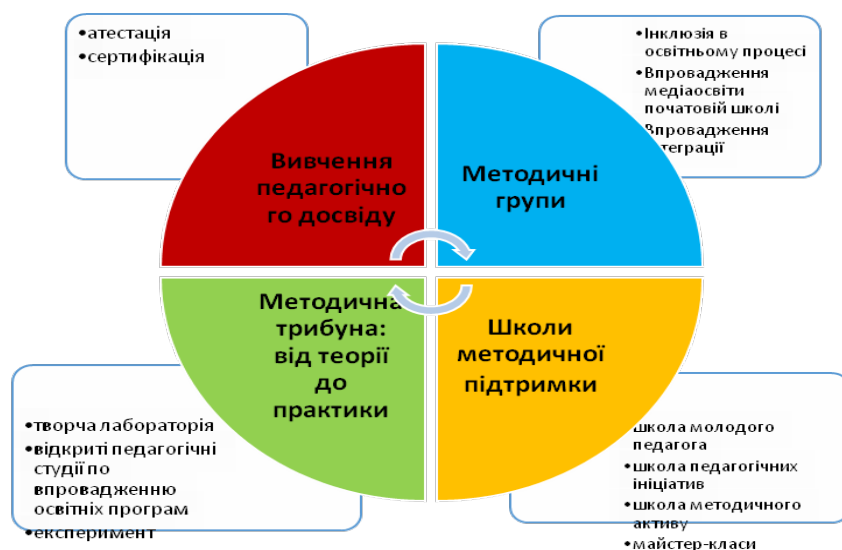 •атестація
•сертифікація
•Інклюзія в
освітньому процесі
•Впровадження
медіаосвіти
початовій школі
Впровадження
теграції
Вивчення
педагогічно
го досвіду
Методичні
групи
Методична
трибуна:
від теорії
до
практики
Школи
методичної
підтримки
•творча лабораторія
•відкриті педагогічні
студії по
впровадженню
освітніх програм
•експеримент
школа молодого
педагога
•школа педагогічних
ініціатив
•школа методичного
активу
•майстер-класи